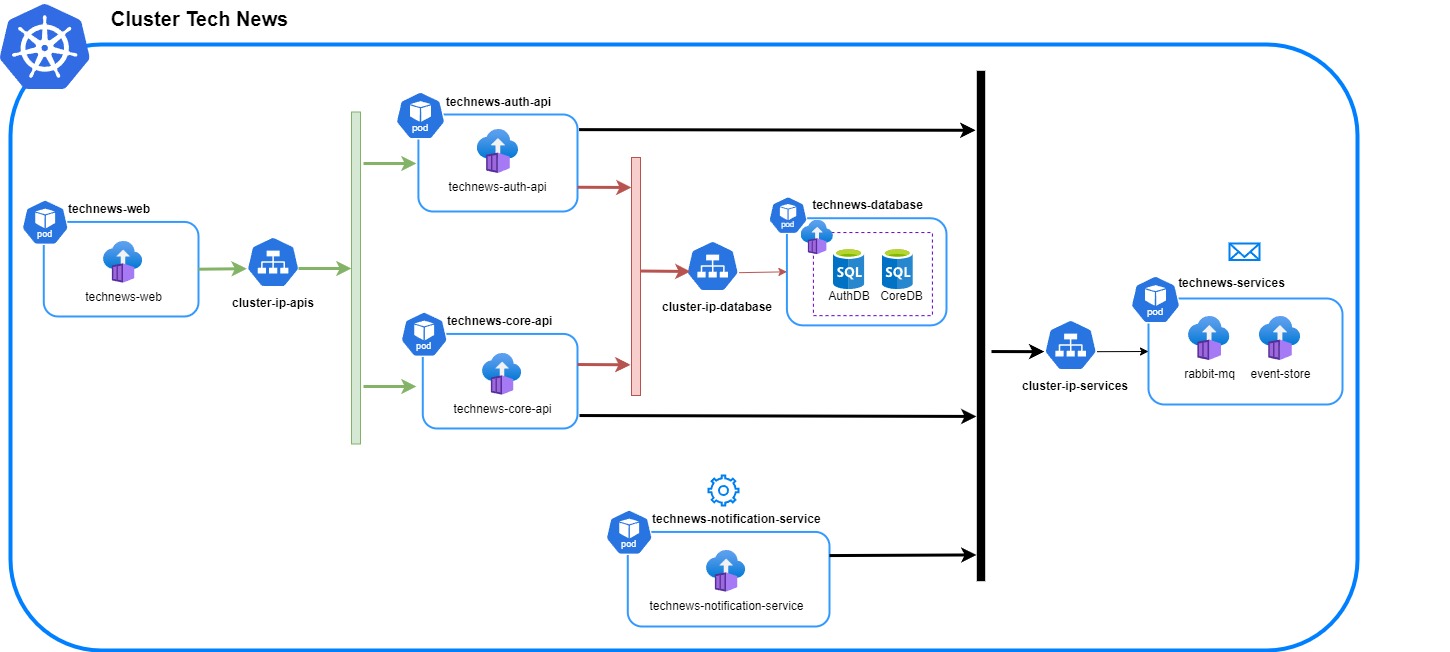 Cluster Tech News
technews-auth-api
pod
technews-auth-api
technews-web
pod
technews-web
cluster-ip-apis
technews-database
pod
SQL
SQL
AuthDB
CoreDB
cluster-ip-database
technews-core-api
pod
technews-core-api
technews-services
pod
rabbit-mq
event-store
cluster-ip-services
technews-notification-service
pod
technews-notification-service